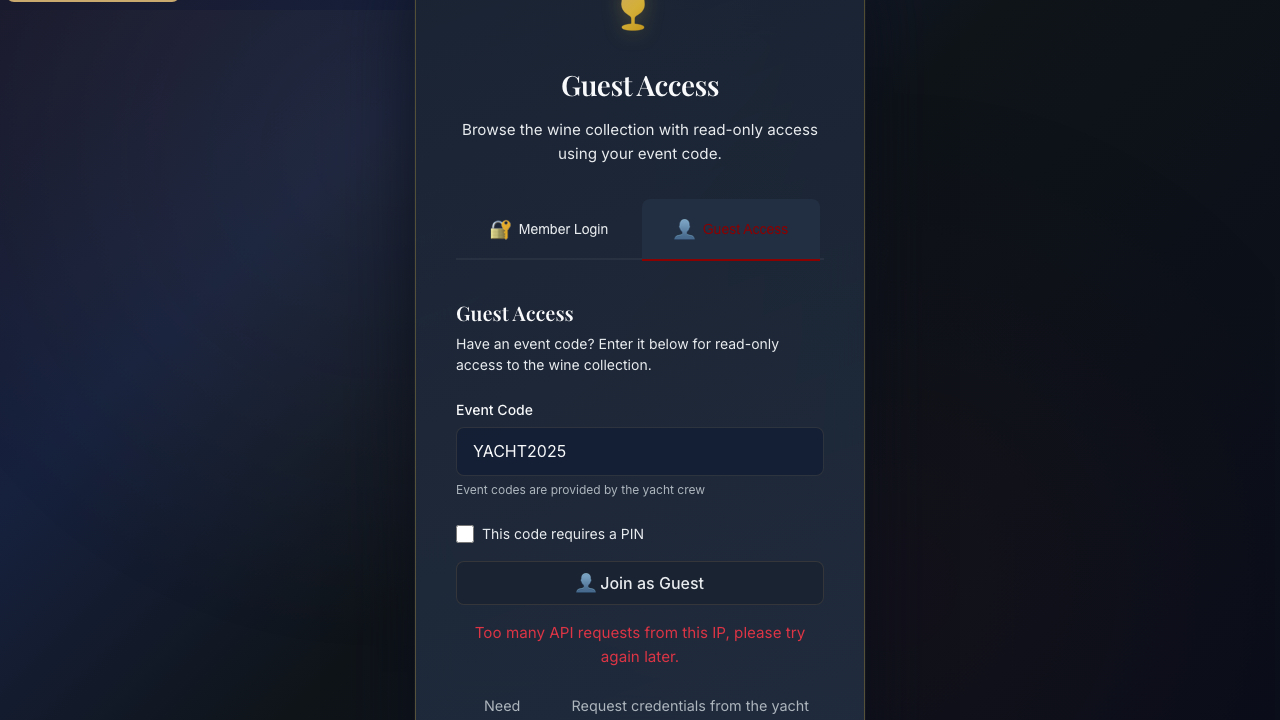 Guest Access
Browse the wine collection with read-only access
using your event code.
Member Login
Guest Access
Guest Access
Have an event code? Enter it below for read-only
access to the wine collection.
Event Code
YACHT2025
Event codes are provided by the yacht crew
This code requires a PIN
Join as Guest
Too many API requests from this IP, please try
again later.
Need
Request credentials from the yacht